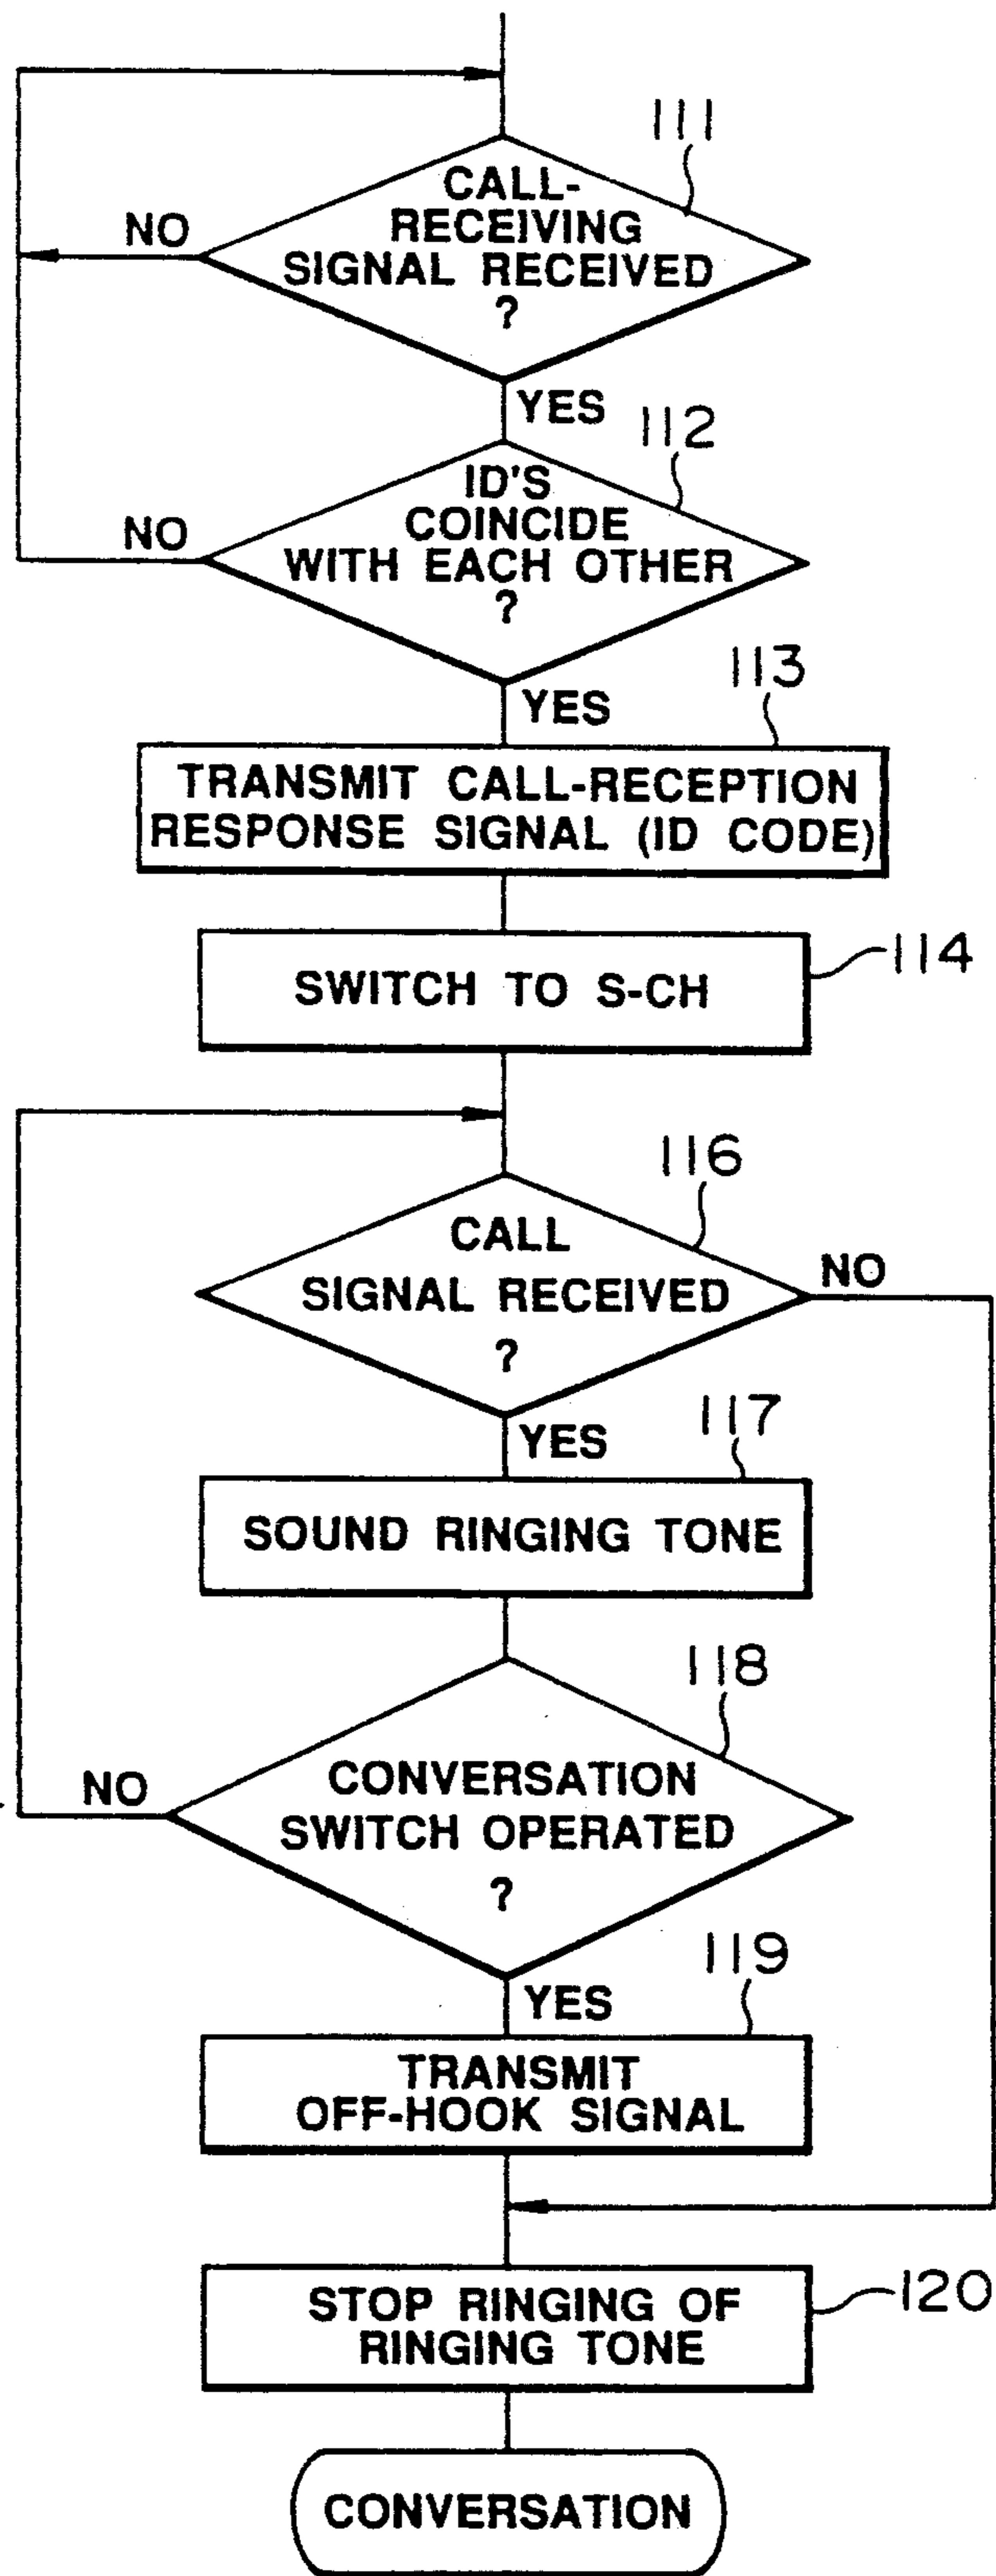 111
CALL-
RECEIVING
SIGNAL RECEIVED
?
NO
YES
112
ID'S
COINCIDE
WITH EACH OTHER
?
NO
YES
113
TRANSMIT CALL-RECEPTION
RESPONSE SIGNAL (ID CODE)
114
SWITCH TO S-CH
116
CALL
SIGNAL RECEIVED
?
NO
YES
117
SOUND RINGING TONE
118
CONVERSATION
SWITCH OPERATED
?
NO
YES
119
TRANSMIT
OFF-HOOK SIGNAL
120
STOP RINGING OF
RINGING TONE
CONVERSATION